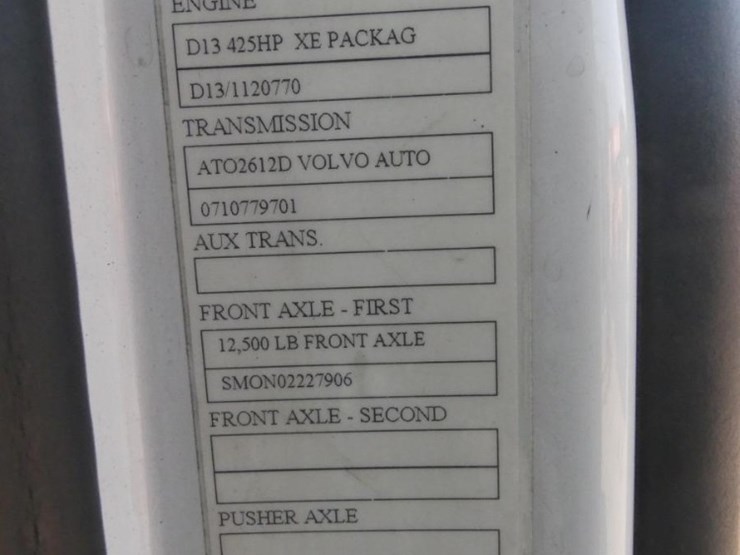 ENGINE
D13 425HP XE PACKAG
D13/1120770
TRANSMISSION
ATO2612D VOLVO AUTO
0710779701
AUX TRANS.
FRONT AXLE - FIRST
12,500 LB FRONT AXLE
SMON02227906
FRONT AXLE - SECOND
PUSHER AXLE